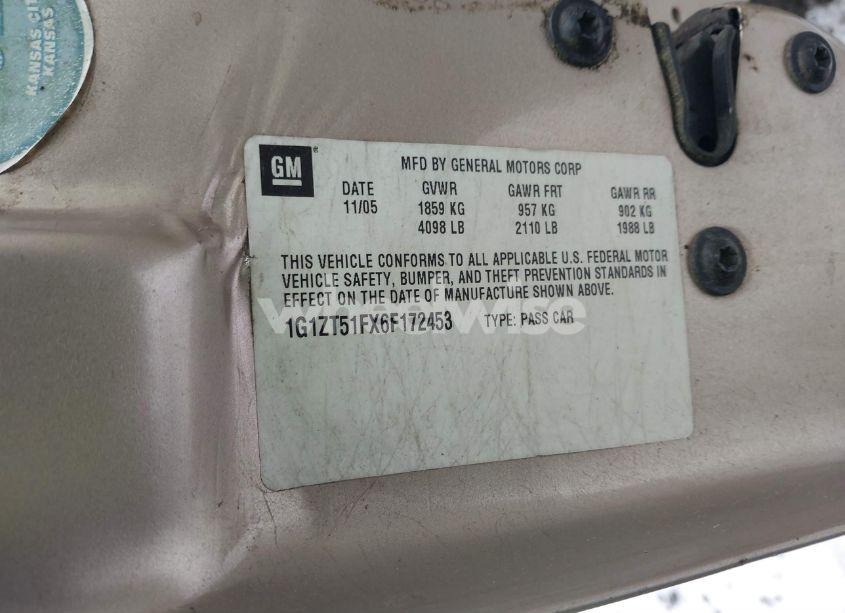 KANSAS CIT
KANSAS
GM
MFD BY GENERAL MOTORS CORP
DATE GVWR GAWR FRT GAWR RR
11/05 1859 KG 957 KG 902 KG
4098 LB 2110 LB 1988 LB
THIS VEHICLE CONFORMS TO ALL APPLICABLE U.S. FEDERAL MOTOR
VEHICLE SAFETY, BUMPER, AND THEFT PREVENTION STANDARDS IN
EFFECT ON THE DATE OF MANUFACTURE SHOWN ABOVE.
1G1ZT51FX6F172453 TYPE: PASS CAR